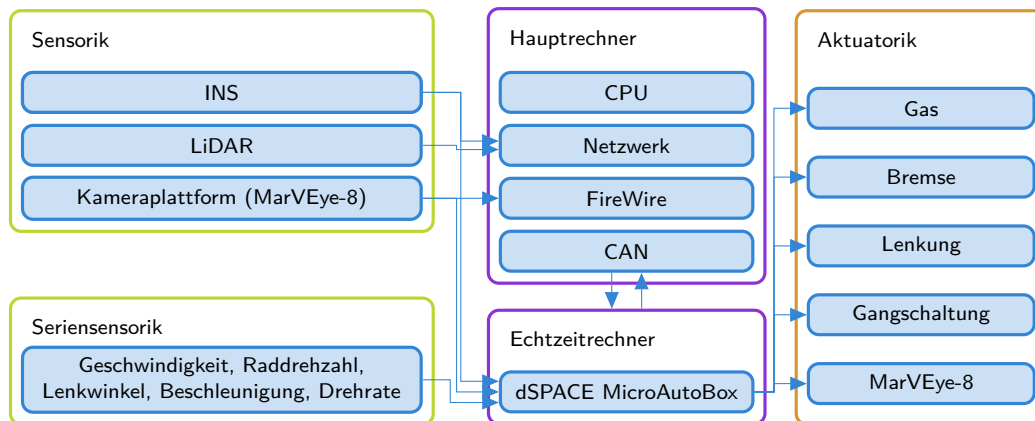 Sensorik
INS
LiDAR
Kameraplattform (MarVEye-8)
Seriensensorik
Geschwindigkeit, Raddrehzahl,
Lenkwinkel, Beschleunigung, Drehrate
Hauptrechner
CPU
Netzwerk
FireWire
CAN
Echtzeitrechner
dSPACE MicroAutoBox
Aktuatorik
Gas
Bremse
Lenkung
Gangschaltung
MarVEye-8